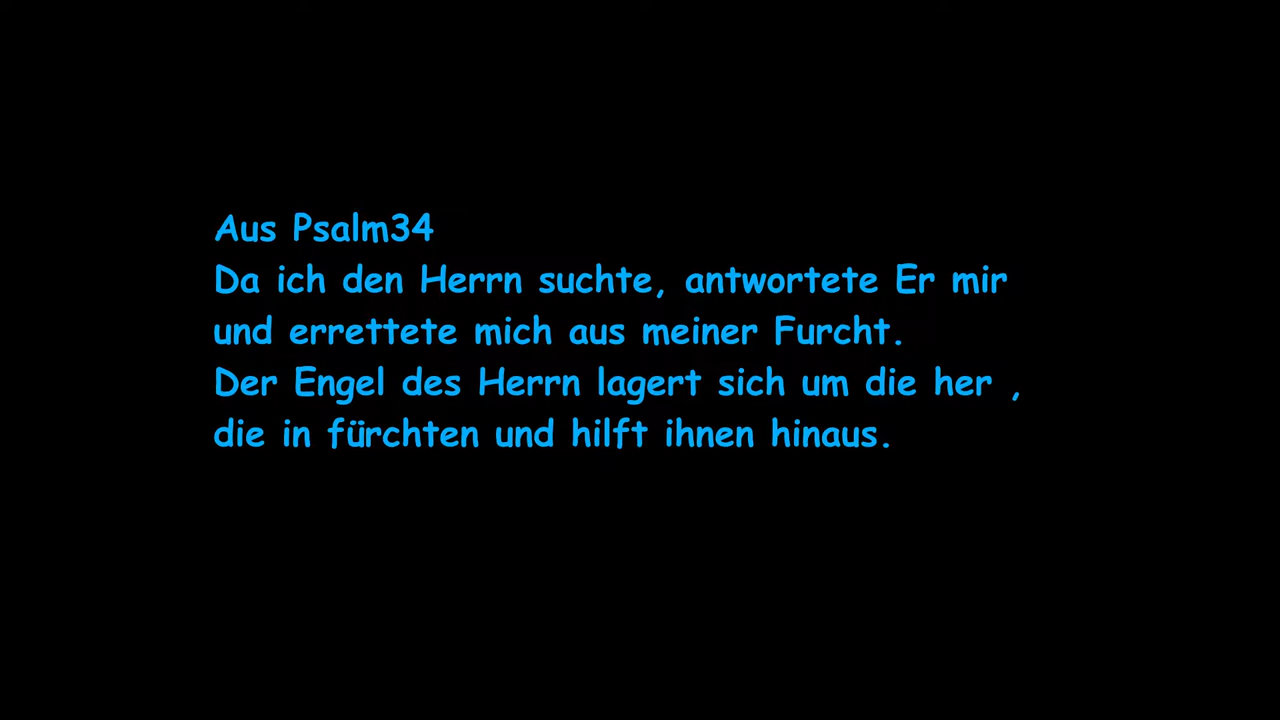 Aus Psalm34
Da ich den Herrn suchte, antwortete Er mir
und errettete mich aus meiner Furcht.
Der Engel des Herrn lagert sich um die her ,
die in fürchten und hilft ihnen hinaus.